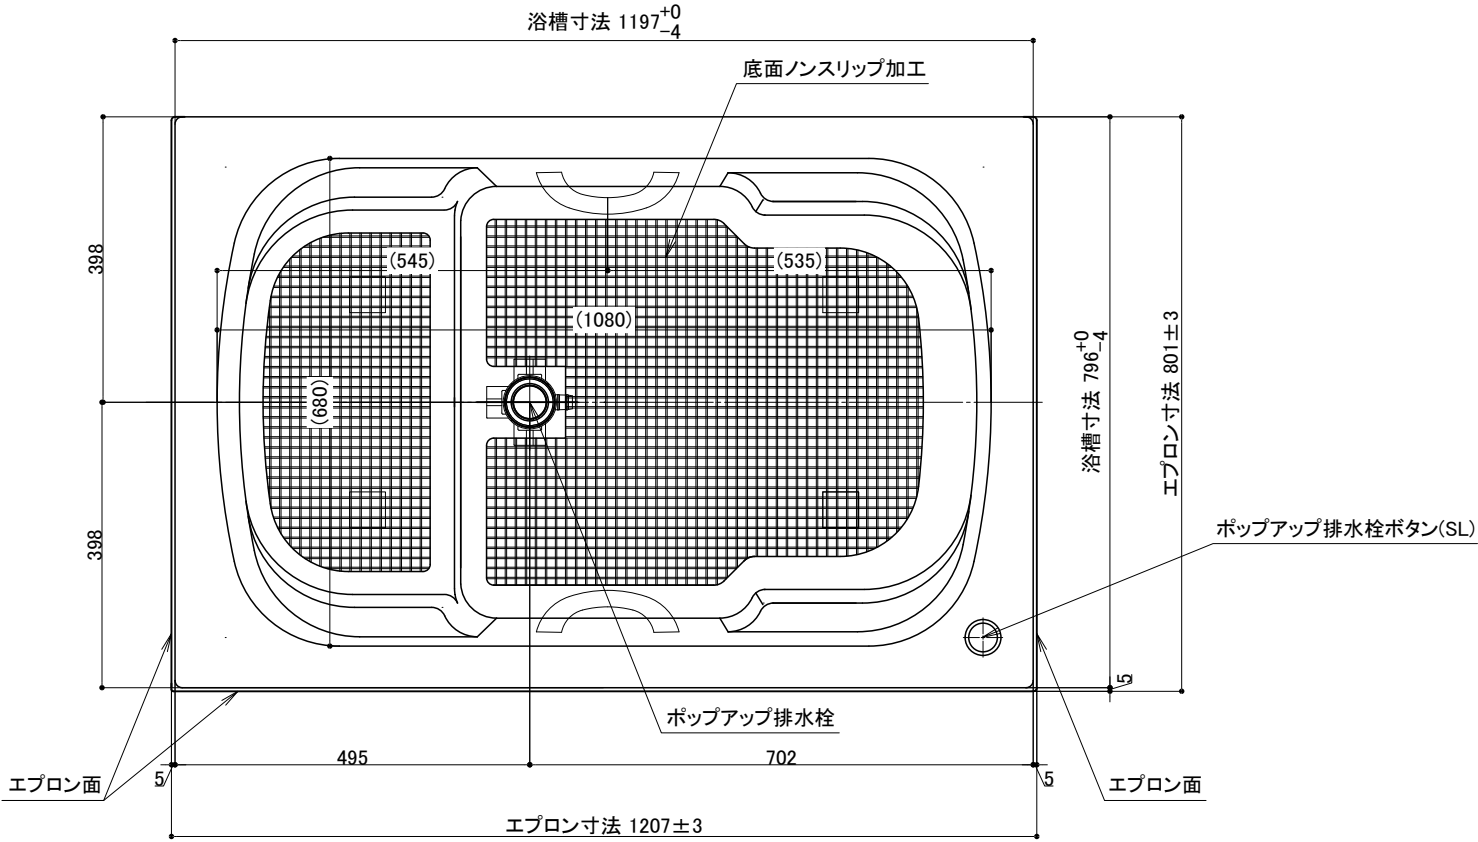 浴槽寸法 1197+0−4
底面ノンスリップ加工
398
(545)
(535)
(1080)
(680)
浴槽寸法 796+0−4
エプロン寸法 801±3
398
ポップアップ排水栓ボタン(SL)
5
ポップアップ排水栓
495
702
5
5
エプロン面
エプロン面
エプロン寸法 1207±3